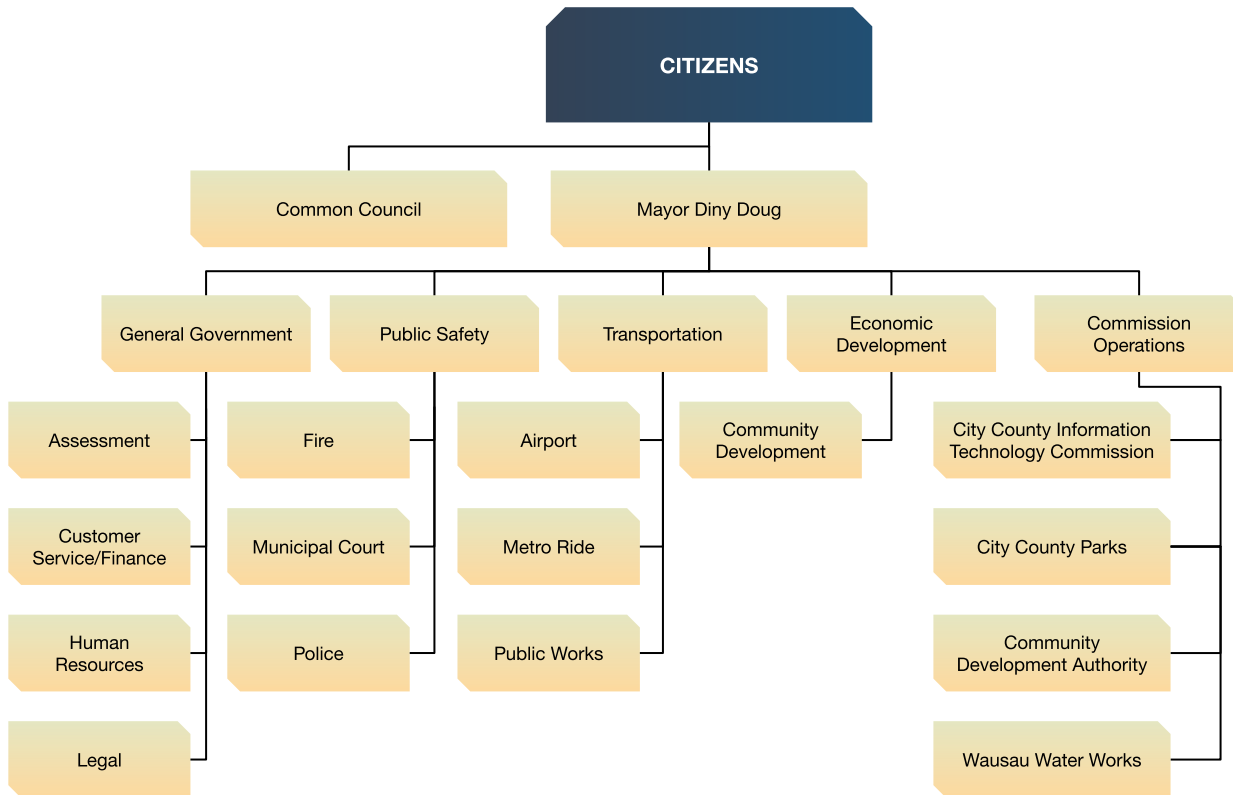 CITIZENS
Common Council
Mayor Diny Doug
General Government
Public Safety
Transportation
Economic
Development
Commission
Operations
Assessment
Fire
Airport
Community
Development
City County Information
Technology Commission
Customer
Service/Finance
Municipal Court
Metro Ride
City County Parks
Human
Resources
Police
Public Works
Community
Development Authority
Legal
Wausau Water Works